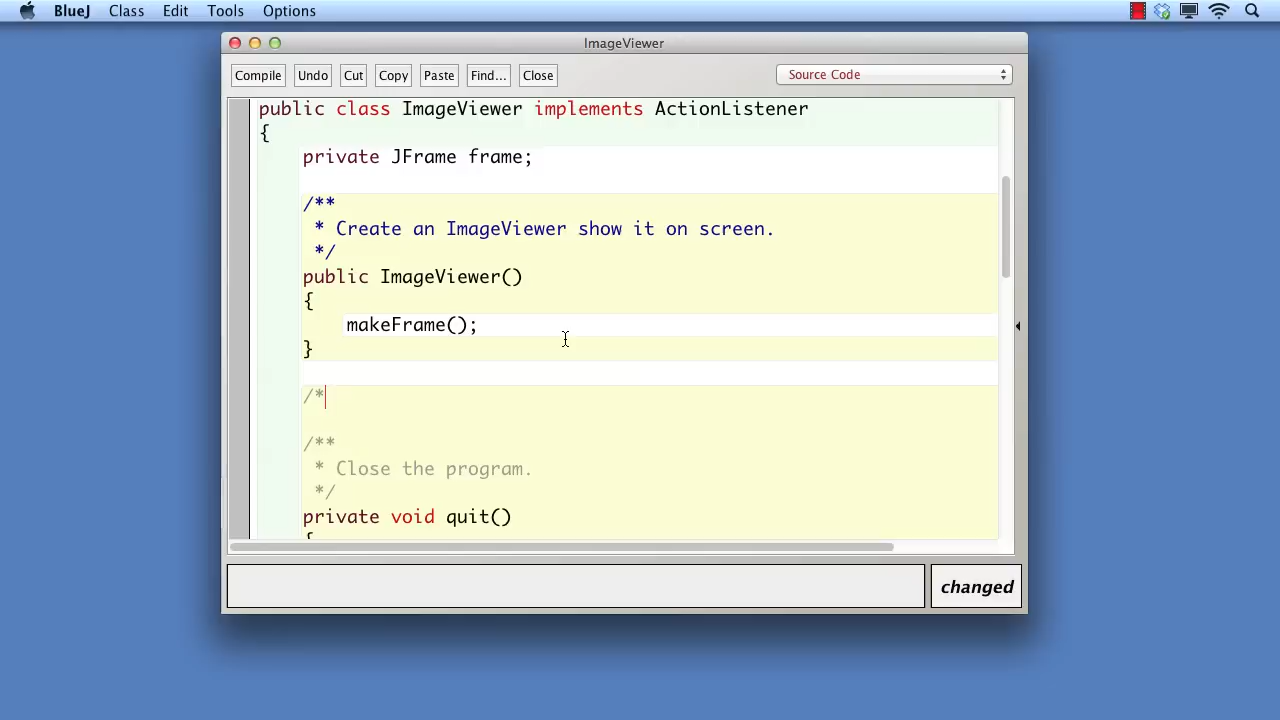 BlueJ Class Edit Tools Options
ImageViewer
Compile Undo Cut Copy Paste Find... Close Source Code
public class ImageViewer implements ActionListener
{
private JFrame frame;
/**
* Create an ImageViewer show it on screen.
*/
public ImageViewer()
{
makeFrame();
}
/*
/**
* Close the program.
*/
private void quit()
{
changed